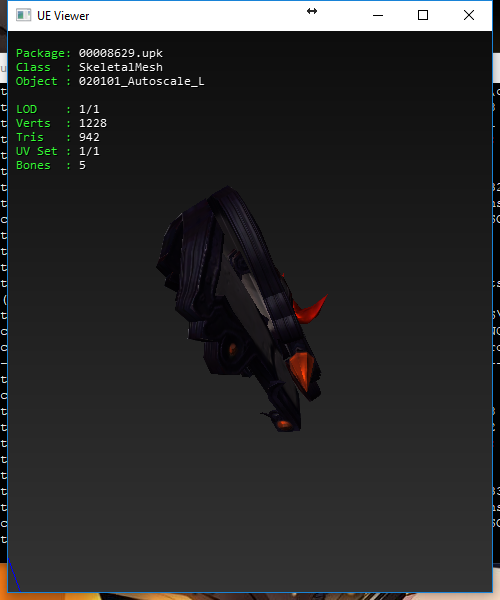 UE Viewer
Package: 00008629.upk
Class : SkeletalMesh
Object : 020101_Autoscale_L
LOD : 1/1
Verts : 1228
Tris : 942
UV Set : 1/1
Bones : 5